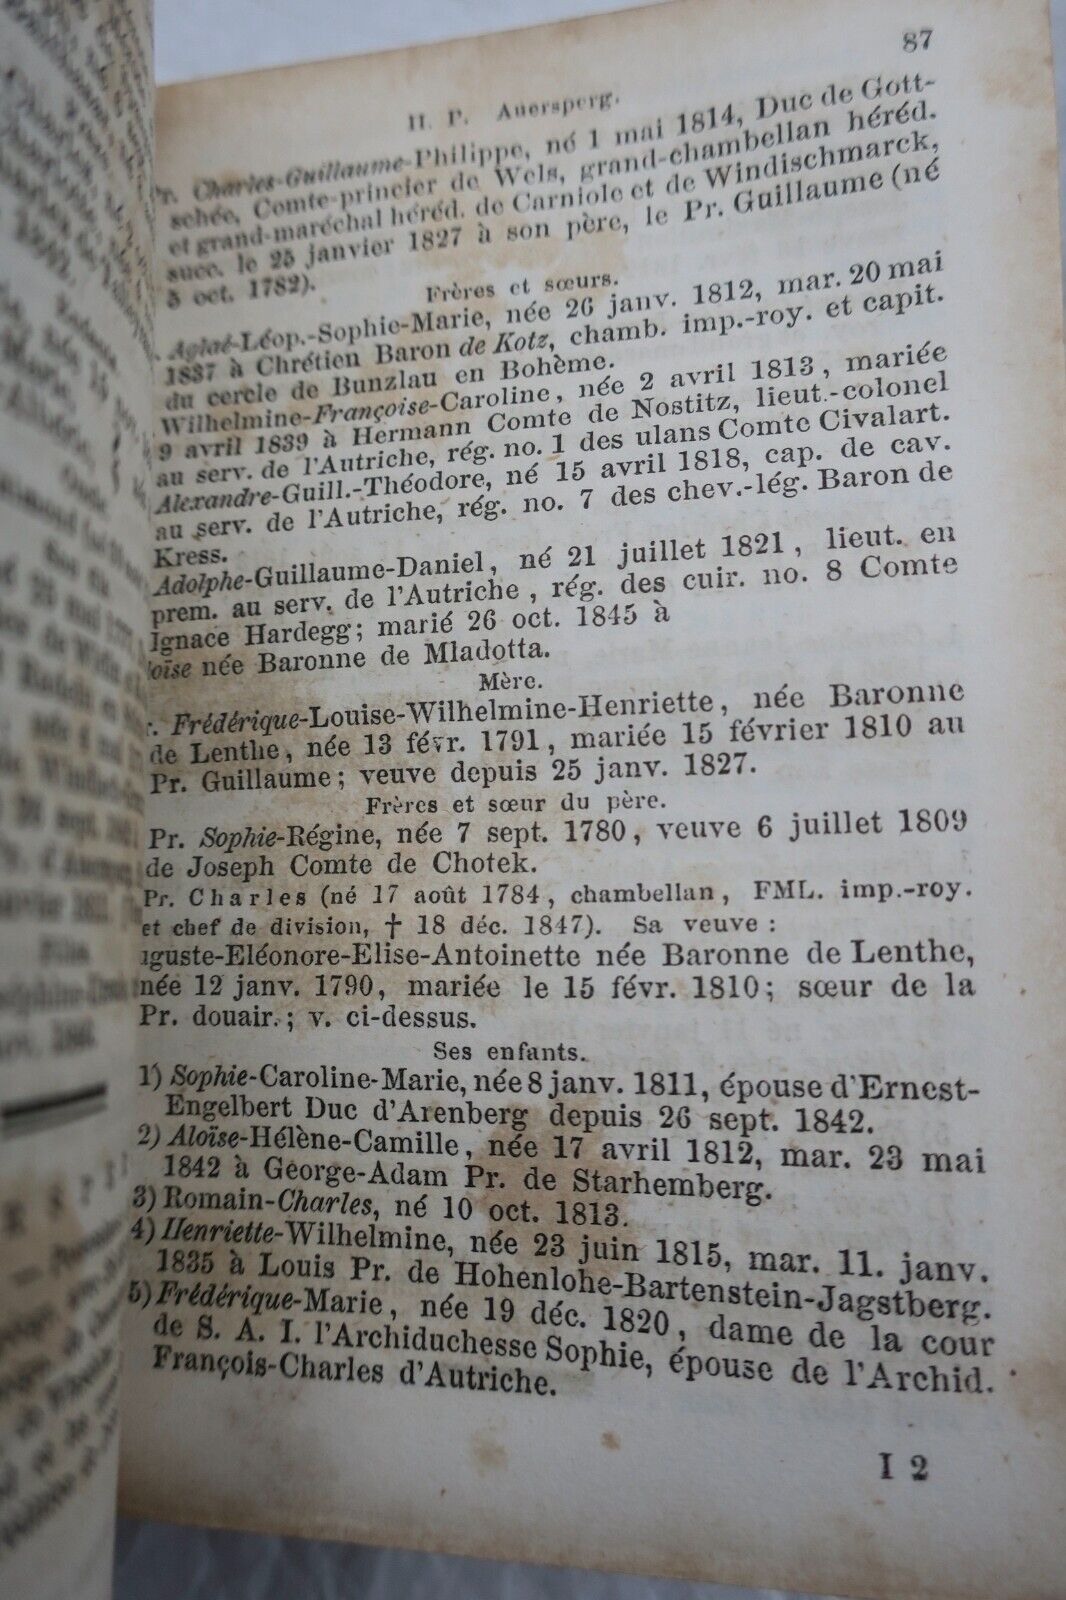 87
II. P. Auersperg.
Pr. Charles-Guillaume-Philippe, né 1 mai 1814, Duc de Gott-
schée, Comte-princier de Wels, grand-chambellan héréd.
et grand-maréchal héréd. de Carniole et de Windischmarck,
succ. le 25 janvier 1827 à son père, le Pr. Guillaume (né
5 oct. 1782).
Frères et sœurs.
Aglaé-Léop.-Sophie-Marie, née 26 janv. 1812, mar. 20 mai
1837 à Chrétien Baron de Kotz, chamb. imp.-roy. et capit.
du cercle de Bunzlau en Bohème.
Wilhelmine-Françoise-Caroline, née 2 avril 1813, mariée
9 avril 1839 à Hermann Comte de Nostitz, lieut.-colonel
au serv. de l'Autriche, rég. no. 1 des ulans Comte Civalart.
Alexandre-Guill.-Théodore, né 15 avril 1818, cap. de cav.
au serv. de l'Autriche, rég. no. 7 des chev.-lég. Baron de
Kress.
Adolphe-Guillaume-Daniel, né 21 juillet 1821, lieut. en
prem. au serv. de l'Autriche, rég. des cuir. no. 8 Comte
Ignace Hardegg; marié 26 oct. 1845 à
oïse née Baronne de Mladotta.
Mère.
r. Frédérique-Louise-Wilhelmine-Henriette, née Baronne
de Lenthe, née 13 févr. 1791, mariée 15 février 1810 au
Pr. Guillaume; veuve depuis 25 janv. 1827.
Frères et sœur du père.
Pr. Sophie-Régine, née 7 sept. 1780, veuve 6 juillet 1809
de Joseph Comte de Chotek.
Pr. Charles (né 17 août 1784, chambellan, FML. imp.-roy.
et chef de division, † 18 déc. 1847). Sa veuve:
uguste-Eléonore-Elise-Antoinette née Baronne de Lenthe,
née 12 janv. 1790, mariée le 15 févr. 1810; sœur de la
Pr. douair.; v. ci-dessus.
Ses enfants.
1) Sophie-Caroline-Marie, née 8 janv. 1811, épouse d'Ernest-
Engelbert Duc d'Arenberg depuis 26 sept. 1842.
2) Aloïse-Hélène-Camille, née 17 avril 1812, mar. 23 mai
1842 à George-Adam Pr. de Starhemberg.
3) Romain-Charles, né 10 oct. 1813.
4) Henriette-Wilhelmine, née 23 juin 1815, mar. 11. janv.
1835 à Louis Pr. de Hohenlohe-Bartenstein-Jagstberg.
5) Frédérique-Marie, née 19 déc. 1820, dame de la cour
de S. A. I. l'Archiduchesse Sophie, épouse de l'Archid.
François-Charles d'Autriche.
I 2